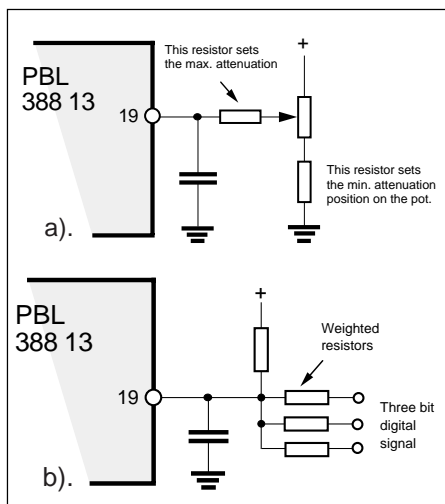 This resistor sets
the max. attenuation
+
PBL
388 13
19
This resistor sets
the min. attenuation
position on the pot.
a).
+
PBL
388 13
Weighted
resistors
19
Three bit
digital
signal
b).